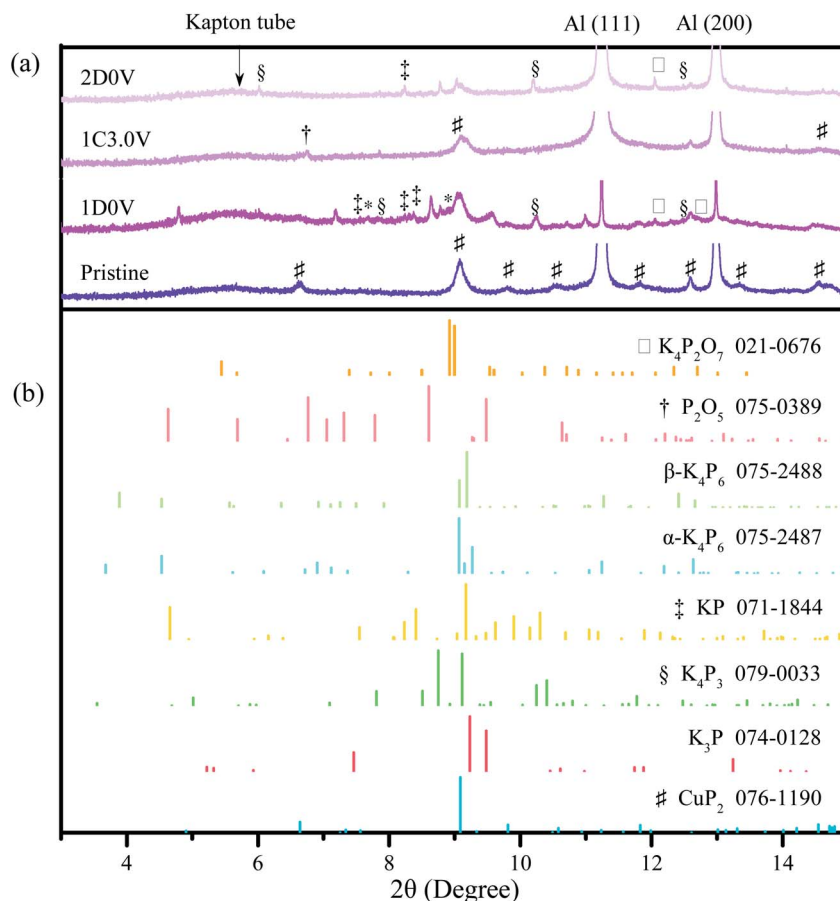 Kapton tube Al (111) Al (200)
(a)
2D0V § ‡ § □ §
1C3.0V † ♯ ♯
1D0V ‡ * § ‡ ‡ * § □ § □
Pristine ♯ ♯ ♯ ♯ ♯ ♯ ♯ ♯
(b)
□ K₄P₂O₇ 021-0676
† P₂O₅ 075-0389
β-K₄P₆ 075-2488
α-K₄P₆ 075-2487
‡ KP 071-1844
§ K₄P₃ 079-0033
K₃P 074-0128
♯ CuP₂ 076-1190
4 6 8 10 12 14
2θ (Degree)